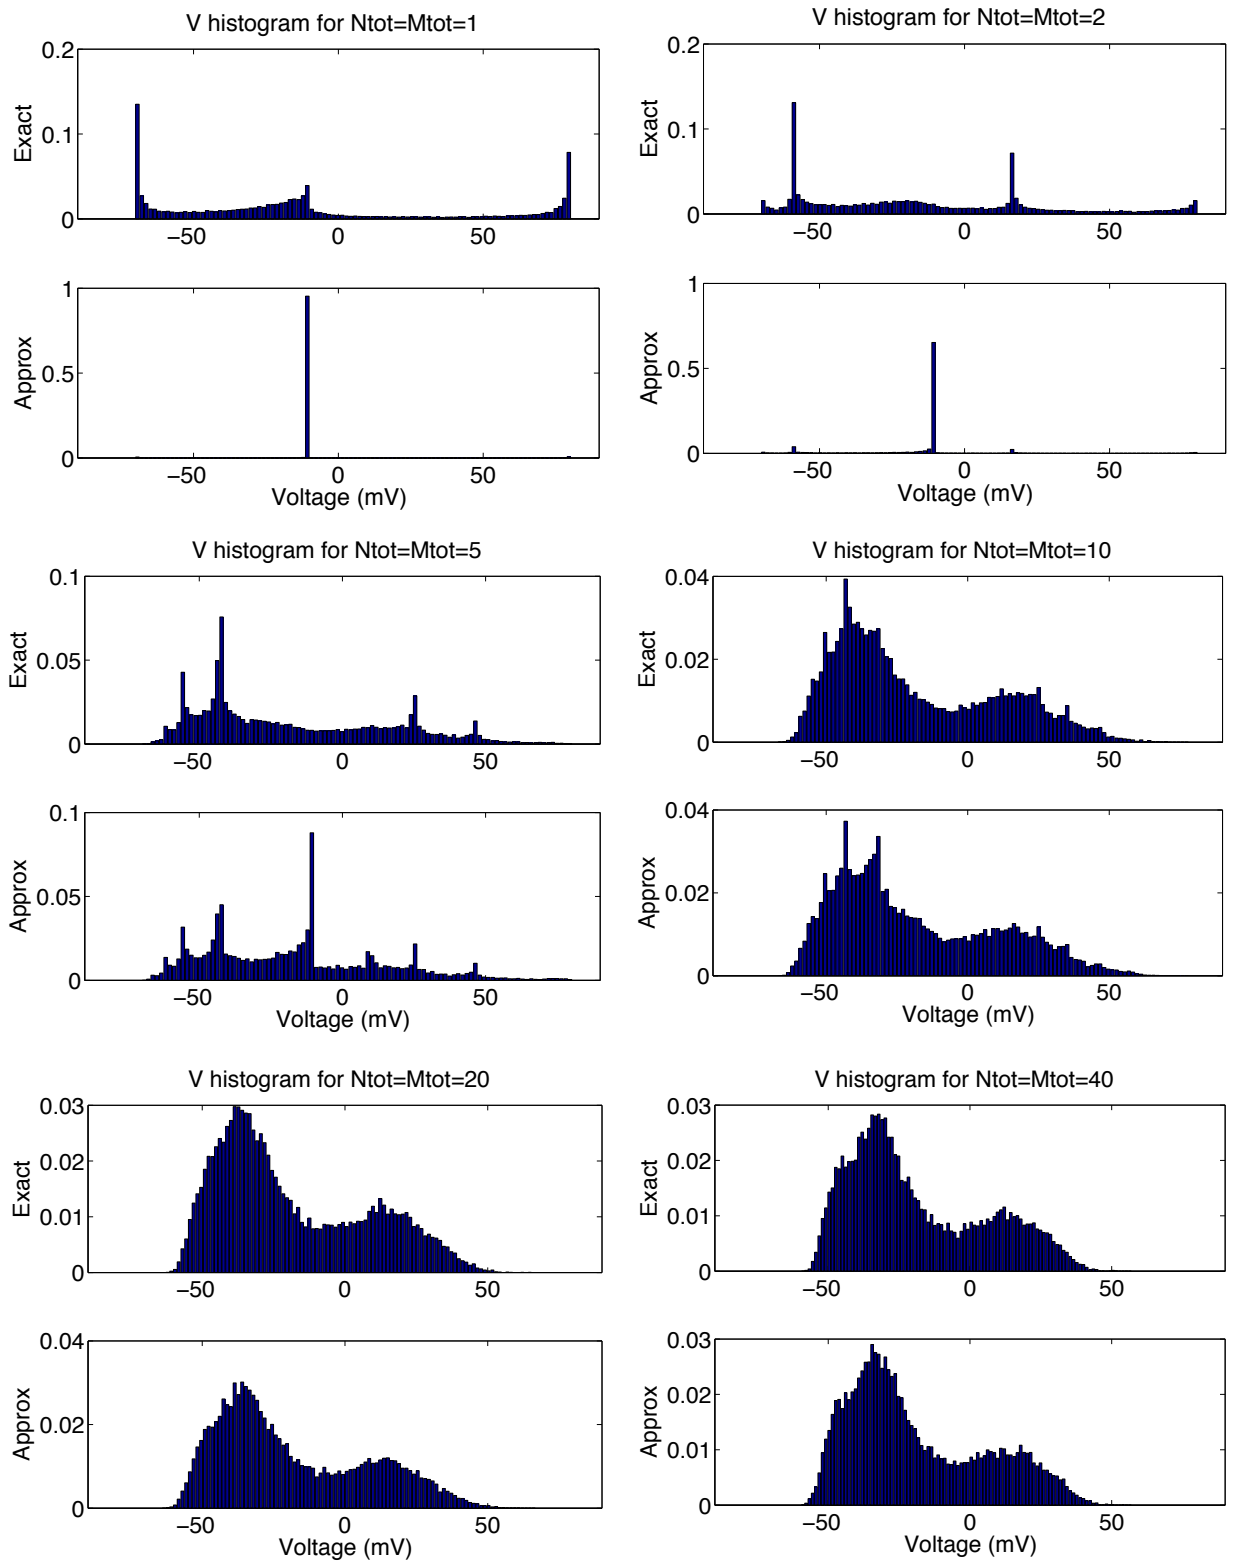 V histogram for Ntot=Mtot=1
Exact
0.2
0.1
0
−50 0 50
Approx
1
0.5
0
−50 0 50
Voltage (mV)
V histogram for Ntot=Mtot=2
Exact
0.2
0.1
0
−50 0 50
Approx
1
0.5
0
−50 0 50
Voltage (mV)
V histogram for Ntot=Mtot=5
Exact
0.1
0.05
0
−50 0 50
Approx
0.1
0.05
0
−50 0 50
Voltage (mV)
V histogram for Ntot=Mtot=10
Exact
0.04
0.02
0
−50 0 50
Approx
0.04
0.02
0
−50 0 50
Voltage (mV)
V histogram for Ntot=Mtot=20
Exact
0.03
0.02
0.01
0
−50 0 50
Approx
0.04
0.02
0
−50 0 50
Voltage (mV)
V histogram for Ntot=Mtot=40
Exact
0.03
0.02
0.01
0
−50 0 50
Approx
0.03
0.02
0.01
0
−50 0 50
Voltage (mV)